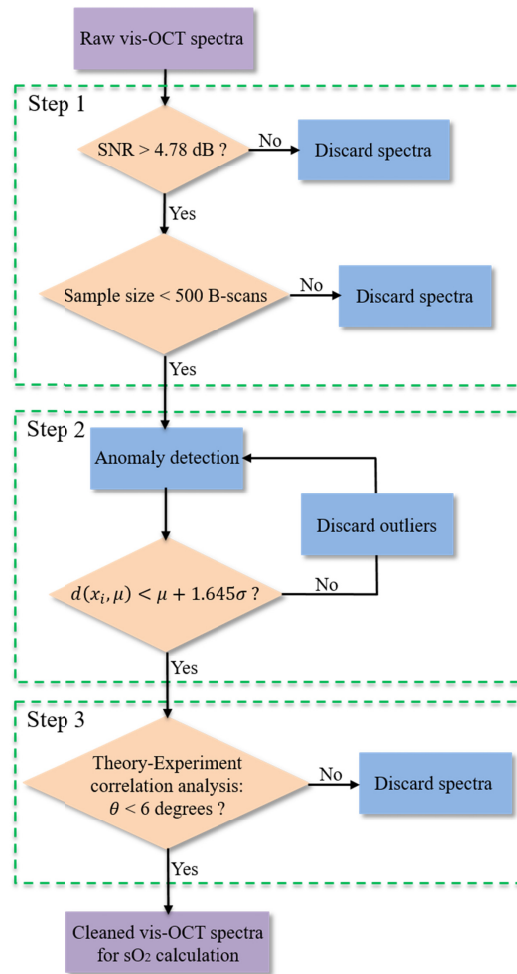 Raw vis-OCT spectra
Step 1
SNR > 4.78 dB ?
No
Discard spectra
Yes
Sample size < 500 B-scans
No
Discard spectra
Yes
Step 2
Anomaly detection
Discard outliers
d(xᵢ, μ) < μ + 1.645σ ?
No
Yes
Step 3
Theory-Experiment
correlation analysis:
θ < 6 degrees ?
No
Discard spectra
Yes
Cleaned vis-OCT spectra
for sO₂ calculation